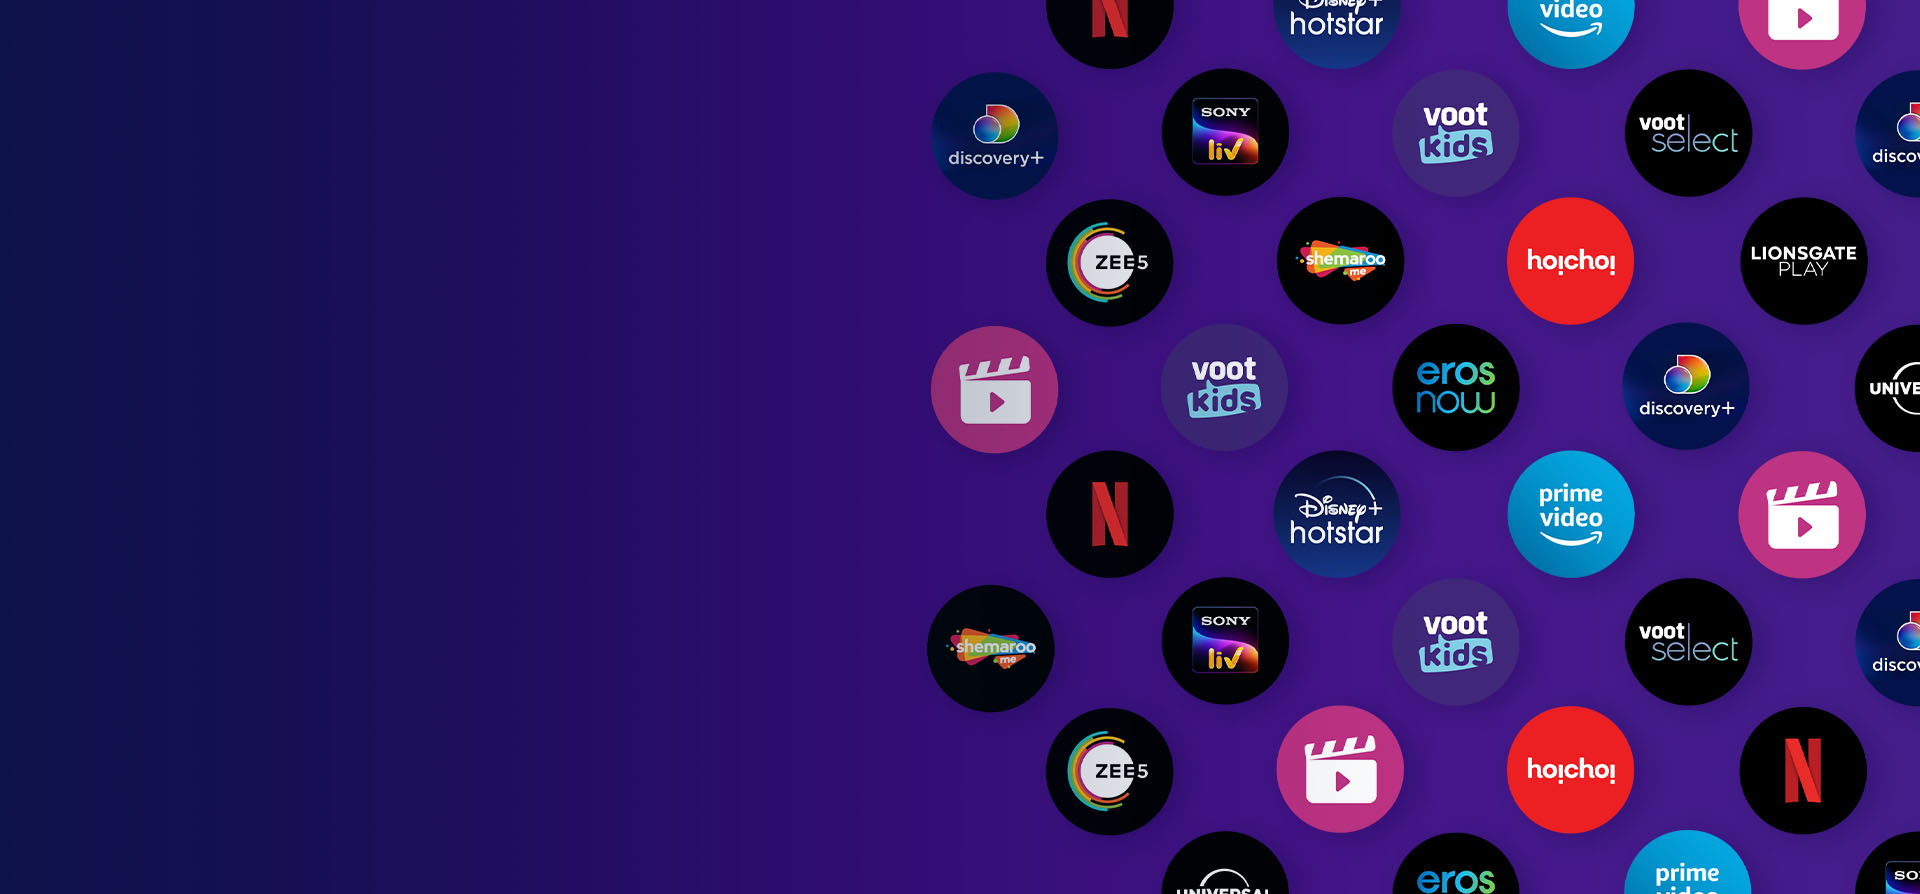 N
Disney+
hotstar
video
discovery+
SONY
liv
voot
kids
voot
select
disco
ZEE5
shemaroo
me
hoichoi
LIONSGATE
PLAY
voot
kids
eros
now
discovery+
UNIVE
N
Disney+
hotstar
prime
video
shemaroo
me
SONY
liv
voot
kids
voot
select
disco
ZEE5
hoichoi
N
UNIVERSAL
eros
prime
video
SO